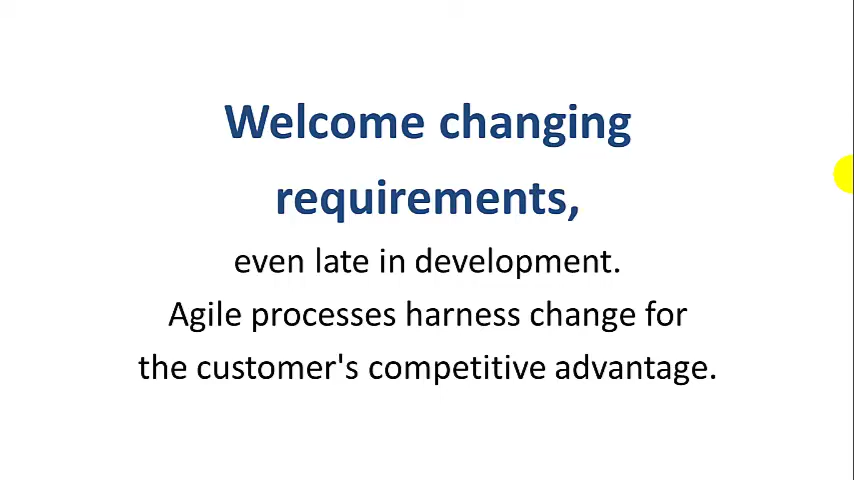 Welcome changing
requirements,
even late in development.
Agile processes harness change for
the customer's competitive advantage.